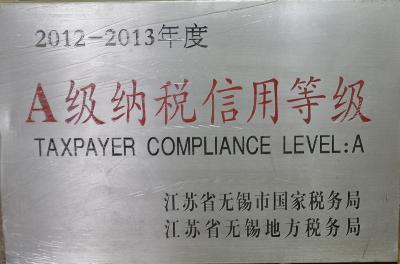 2012-2013年度
A级纳税信用等级
TAXPAYER COMPLIANCE LEVEL:A
江苏省无锡市国家税务局
江苏省无锡地方税务局